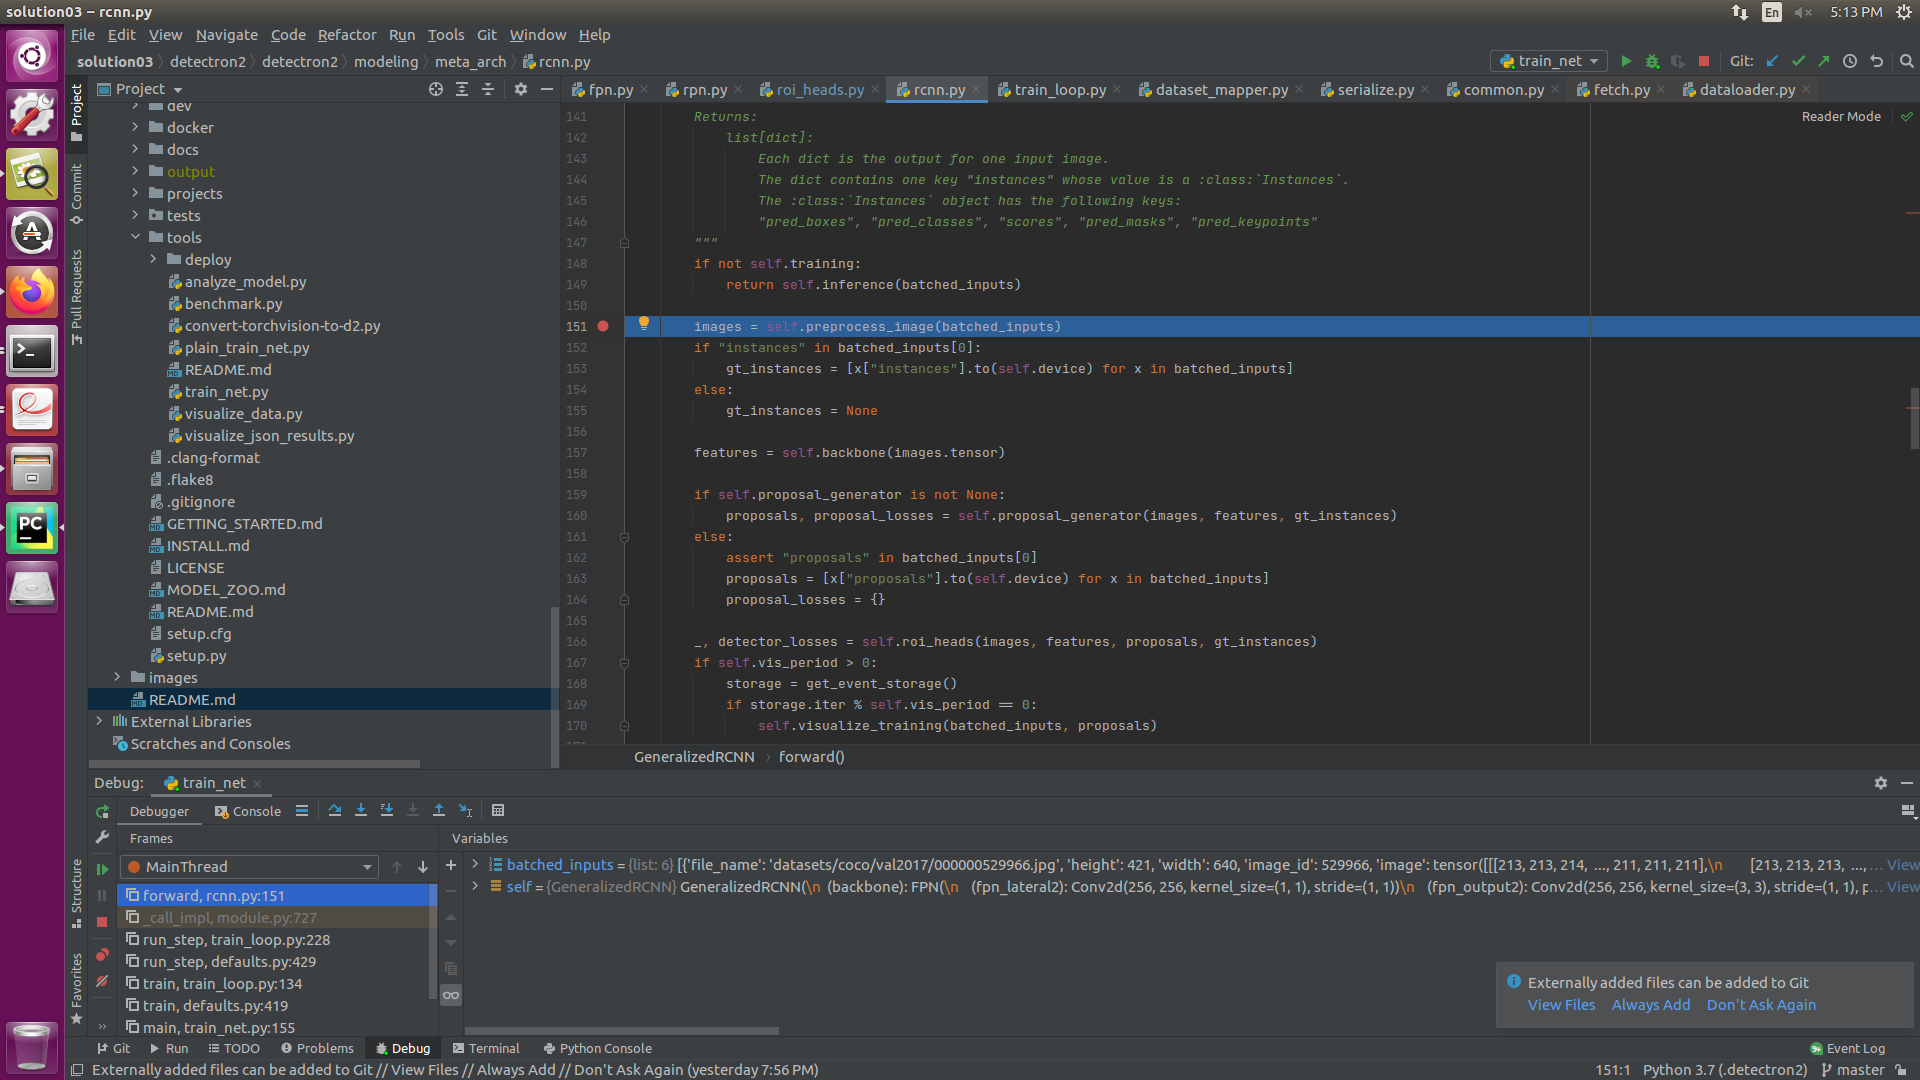 solution03 – rcnn.py
En
5:13 PM
File Edit View Navigate Code Refactor Run Tools Git Window Help
solution03 detectron2 detectron2 modeling meta_arch rcnn.py
train_net
Git:
Project
fpn.py rpn.py roi_heads.py rcnn.py train_loop.py dataset_mapper.py serialize.py common.py fetch.py dataloader.py
Reader Mode
Project
Commit
Pull Requests
Structure
Favorites
dev
docker
docs
output
projects
tests
tools
deploy
analyze_model.py
benchmark.py
convert-torchvision-to-d2.py
plain_train_net.py
README.md
train_net.py
visualize_data.py
visualize_json_results.py
.clang-format
.flake8
.gitignore
GETTING_STARTED.md
INSTALL.md
LICENSE
MODEL_ZOO.md
README.md
setup.cfg
setup.py
images
README.md
External Libraries
Scratches and Consoles
141 Returns:
142 list[dict]:
143 Each dict is the output for one input image.
144 The dict contains one key "instances" whose value is a :class:`Instances`.
145 The :class:`Instances` object has the following keys:
146 "pred_boxes", "pred_classes", "scores", "pred_masks", "pred_keypoints"
147 """
148 if not self.training:
149 return self.inference(batched_inputs)
150
151 images = self.preprocess_image(batched_inputs)
152 if "instances" in batched_inputs[0]:
153 gt_instances = [x["instances"].to(self.device) for x in batched_inputs]
154 else:
155 gt_instances = None
156
157 features = self.backbone(images.tensor)
158
159 if self.proposal_generator is not None:
160 proposals, proposal_losses = self.proposal_generator(images, features, gt_instances)
161 else:
162 assert "proposals" in batched_inputs[0]
163 proposals = [x["proposals"].to(self.device) for x in batched_inputs]
164 proposal_losses = {}
165
166 _, detector_losses = self.roi_heads(images, features, proposals, gt_instances)
167 if self.vis_period > 0:
168 storage = get_event_storage()
169 if storage.iter % self.vis_period == 0:
170 self.visualize_training(batched_inputs, proposals)
GeneralizedRCNN › forward()
Debug: train_net
Debugger Console
Frames
Variables
MainThread
forward, rcnn.py:151
_call_impl, module.py:727
run_step, train_loop.py:228
run_step, defaults.py:429
train, train_loop.py:134
train, defaults.py:419
main, train_net.py:155
batched_inputs = {list: 6} [{'file_name': 'datasets/coco/val2017/000000529966.jpg', 'height': 421, 'width': 640, 'image_id': 529966, 'image': tensor([[[213, 213, 214, ..., 211, 211, 211],\n [213, 213, 213, ...,... View
self = {GeneralizedRCNN} GeneralizedRCNN(\n (backbone): FPN(\n (fpn_lateral2): Conv2d(256, 256, kernel_size=(1, 1), stride=(1, 1))\n (fpn_output2): Conv2d(256, 256, kernel_size=(3, 3), stride=(1, 1), p... View
Externally added files can be added to Git
View Files Always Add Don't Ask Again
Git Run TODO Problems Debug Terminal Python Console
Event Log
Externally added files can be added to Git // View Files // Always Add // Don't Ask Again (yesterday 7:56 PM)
151:1 Python 3.7 (.detectron2) master